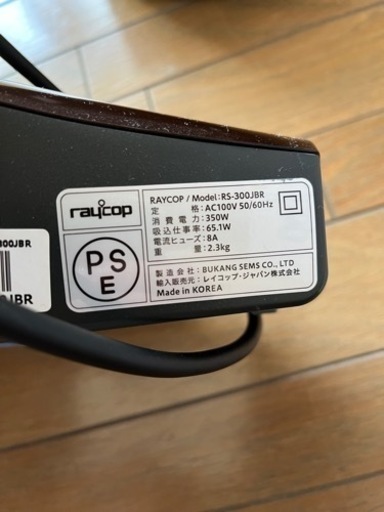 raycop
RAYCOP / Model:RS-300JBR
定格:AC100V 50/60Hz
消費電力:350W
吸込仕事率:65.1W
電流ヒューズ:8A
重量:2.3kg
PSE
製造会社:BUKANG SEMS CO., LTD
輸入販売元:レイコップ・ジャパン株式会社
Made in KOREA
300JBR
JBR